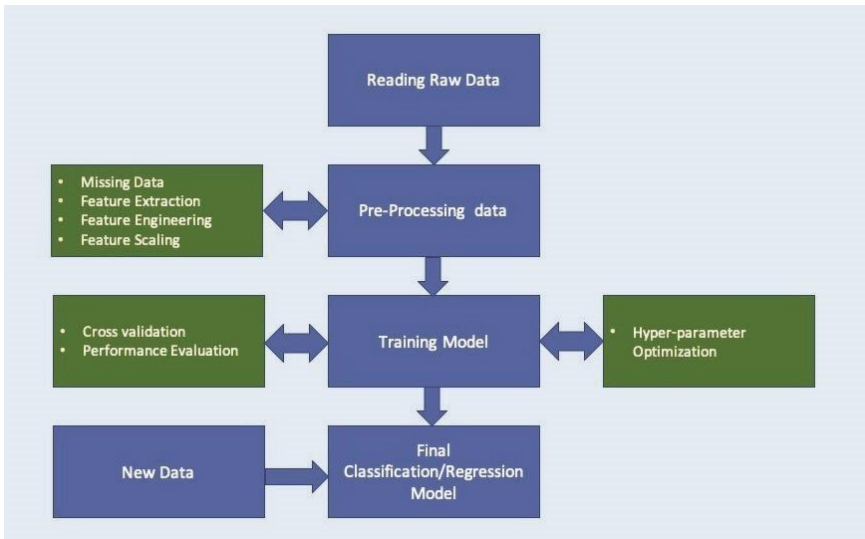 Reading Raw Data
• Missing Data
• Feature Extraction
• Feature Engineering
• Feature Scaling
Pre-Processing data
• Cross validation
• Performance Evaluation
Training Model
• Hyper-parameter
Optimization
New Data
Final
Classification/Regression
Model